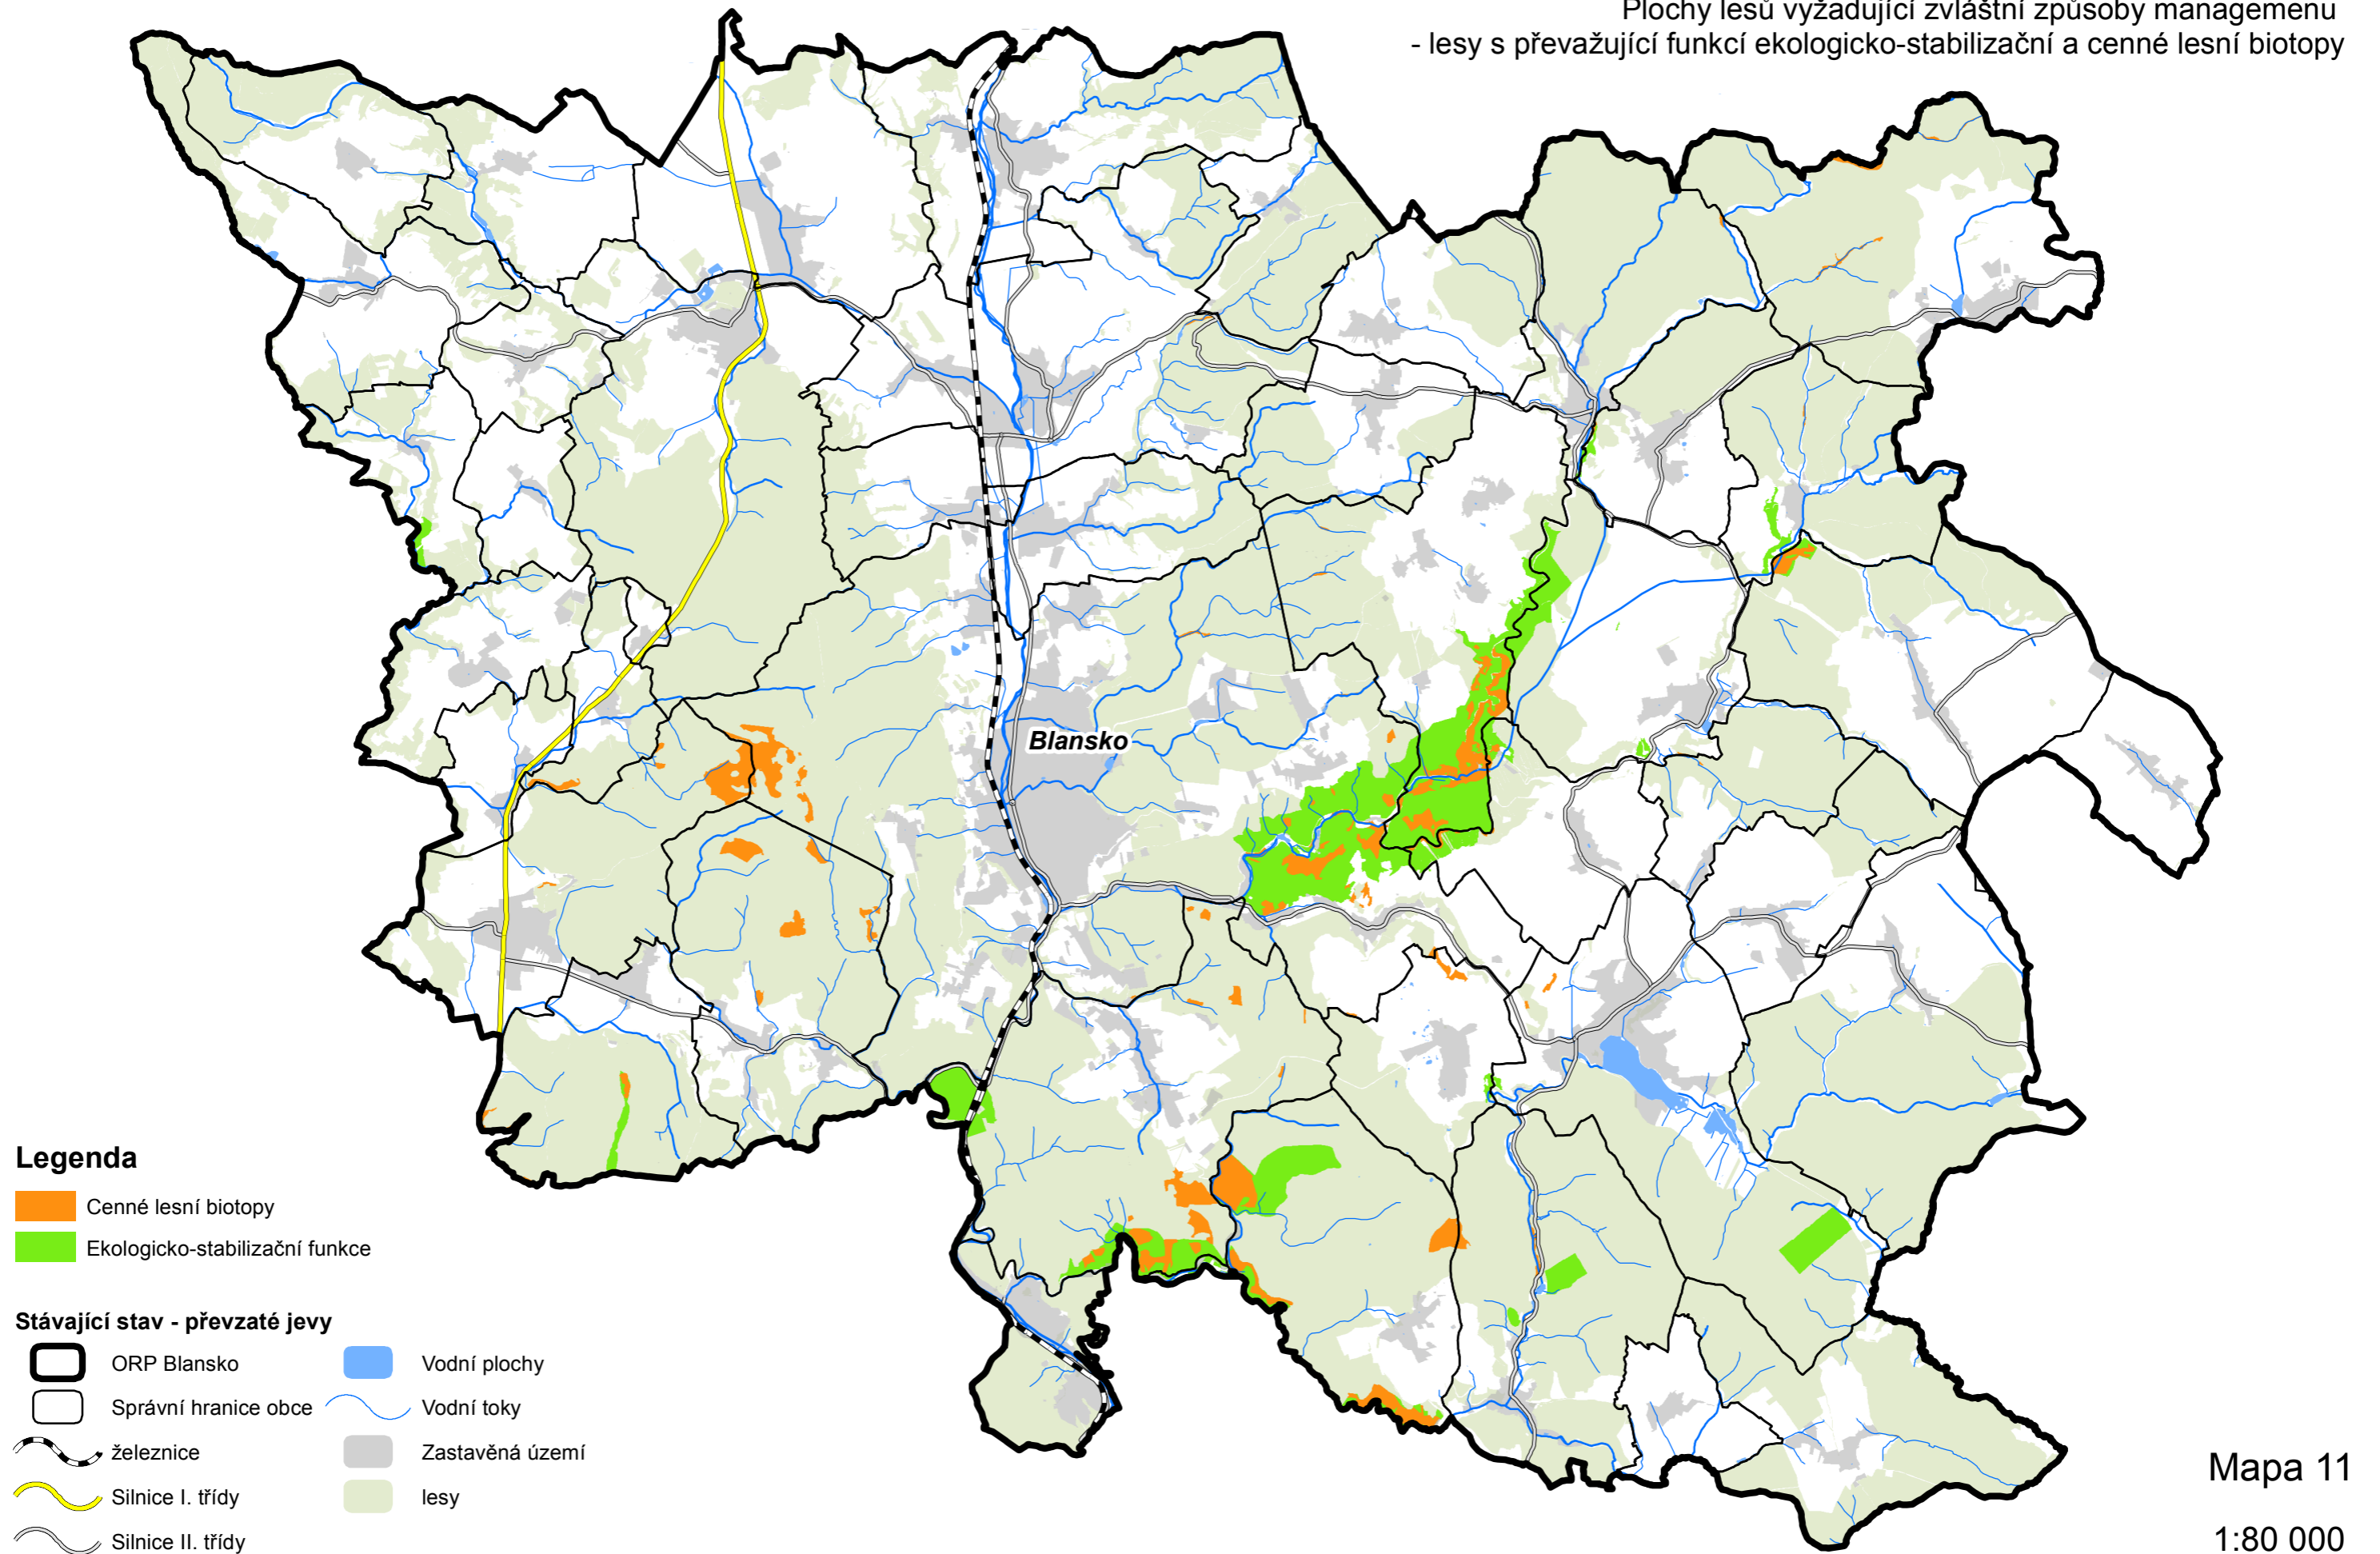 Plochy lesů vyžadující zvláštní způsoby managemenu
- lesy s převažující funkcí ekologicko-stabilizační a cenné lesní biotopy
Blansko
Legenda
Cenné lesní biotopy
Ekologicko-stabilizační funkce
Stávající stav - převzaté jevy
ORP Blansko
Správní hranice obce
železnice
Silnice I. třídy
Silnice II. třídy
Vodní plochy
Vodní toky
Zastavěná území
lesy
Mapa 11
1:80 000